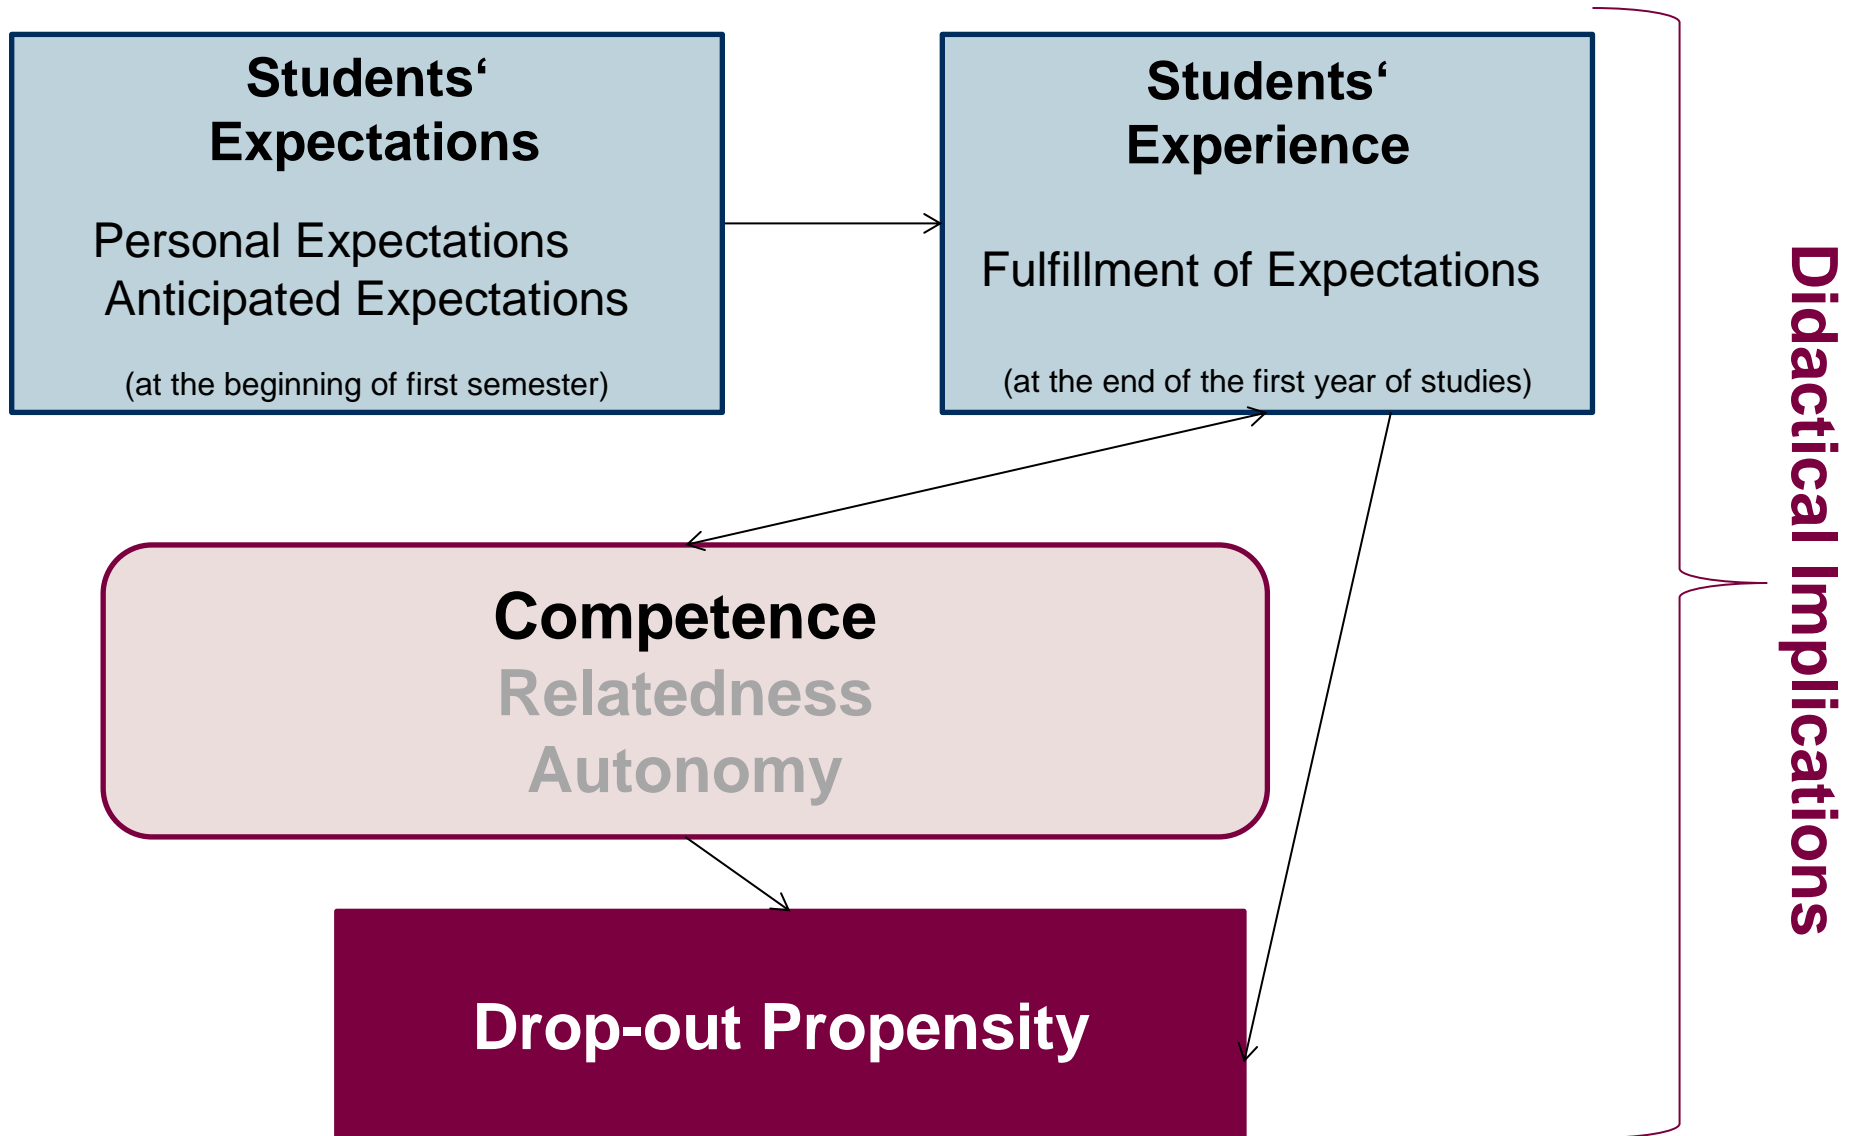 Students‘
Expectations
Personal Expectations
Anticipated Expectations
(at the beginning of first semester)
Students‘
Experience
Fulfillment of Expectations
(at the end of the first year of studies)
Competence
Relatedness
Autonomy
Drop-out Propensity
Didactical Implications